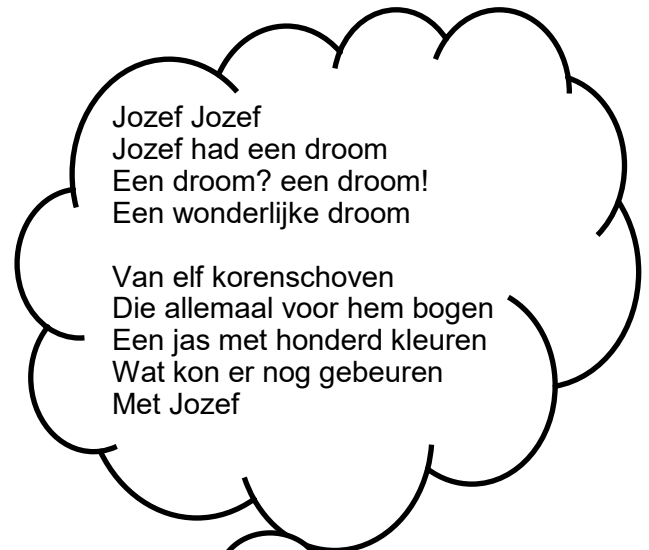 Jozef Jozef
Jozef had een droom
Een droom? een droom!
Een wonderlijke droom

Van elf korenschoven
Die allemaal voor hem bogen
Een jas met honderd kleuren
Wat kon er nog gebeuren
Met Jozef